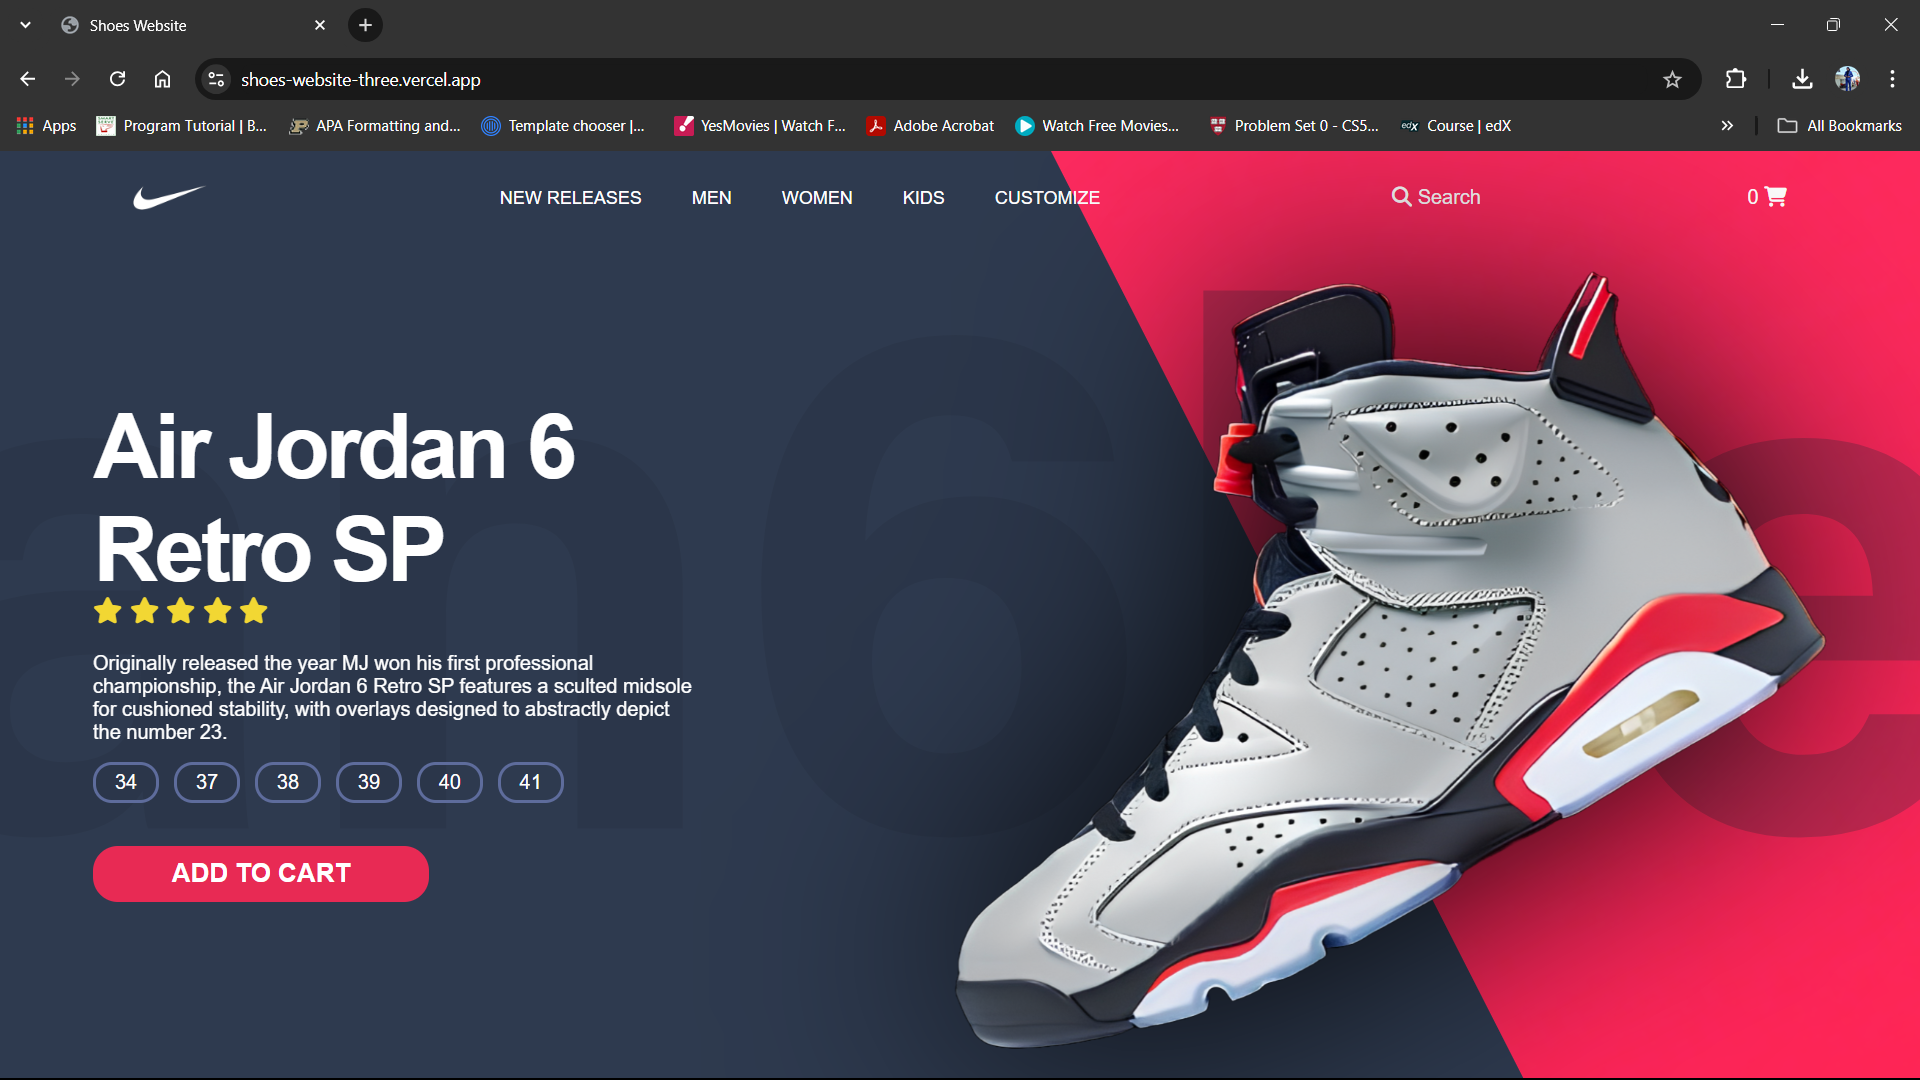 Shoes Website
shoes-website-three.vercel.app
Apps
Program Tutorial | B...
APA Formatting and...
Template chooser |...
YesMovies | Watch F...
Adobe Acrobat
Watch Free Movies...
Problem Set 0 - CS5...
edX
Course | edX
All Bookmarks
NEW RELEASES MEN WOMEN KIDS CUSTOMIZE
Search
0
an 6 r e
Air Jordan 6
Retro SP
Originally released the year MJ won his first professional
championship, the Air Jordan 6 Retro SP features a sculted midsole
for cushioned stability, with overlays designed to abstractly depict
the number 23.
34 37 38 39 40 41
ADD TO CART